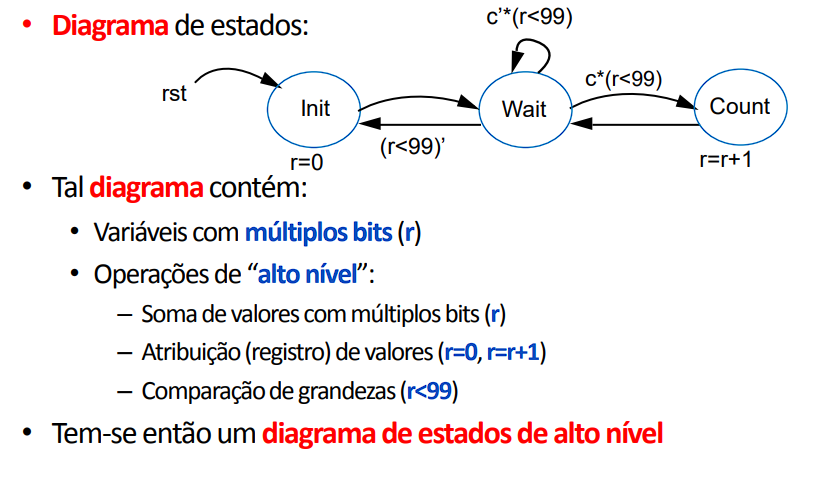 • Diagrama de estados:
c’*(r<99)
rst
Init
Wait
c*(r<99)
Count
r=0
(r<99)’
r=r+1
• Tal diagrama contém:
• Variáveis com múltiplos bits (r)
• Operações de “alto nível”:
– Soma de valores com múltiplos bits (r)
– Atribuição (registro) de valores (r=0, r=r+1)
– Comparação de grandezas (r<99)
• Tem-se então um diagrama de estados de alto nível